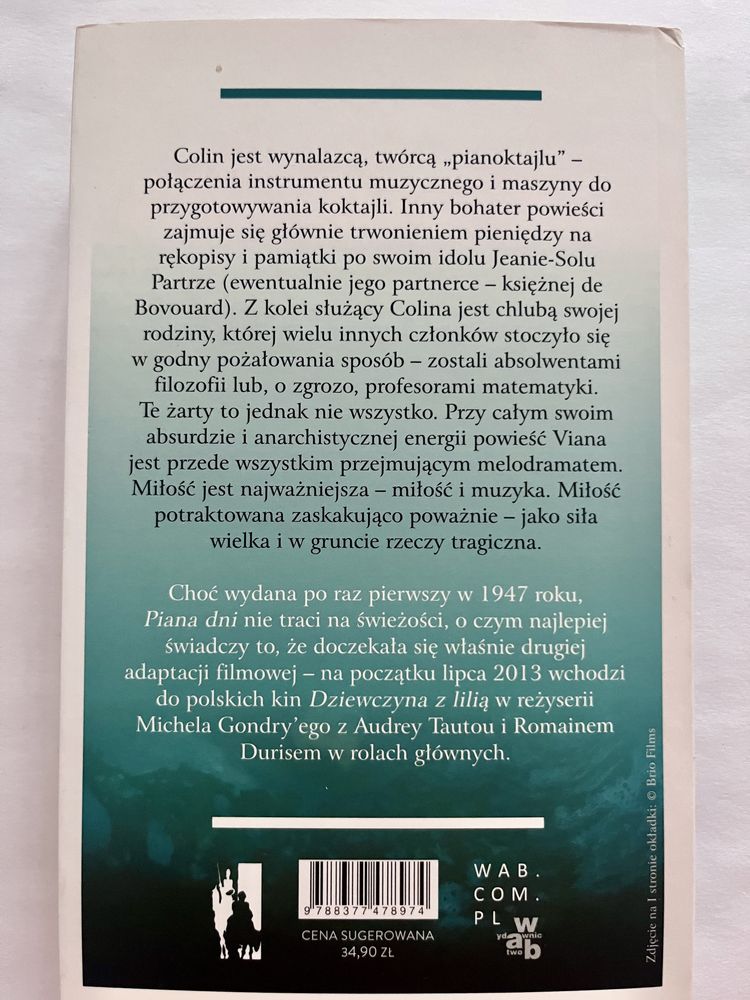 Colin jest wynalazcą, twórcą „pianoktajlu” –
połączenia instrumentu muzycznego i maszyny do
przygotowywania koktajli. Inny bohater powieści
zajmuje się głównie trwonieniem pieniędzy na
rękopisy i pamiątki po swoim idolu Jeanie-Solu
Partrze (ewentualnie jego partnerce – księżnej de
Bovouard). Z kolei służący Colina jest chlubą swojej
rodziny, której wielu innych członków stoczyło się
w godny pożałowania sposób – zostali absolwentami
filozofii lub, o zgrozo, profesorami matematyki.
Te żarty to jednak nie wszystko. Przy całym swoim
absurdzie i anarchistycznej energii powieść Viana
jest przede wszystkim przejmującym melodramatem.
Miłość jest najważniejsza – miłość i muzyka. Miłość
potraktowana zaskakująco poważnie – jako siła
wielka i w gruncie rzeczy tragiczna.
Choć wydana po raz pierwszy w 1947 roku,
Piana dni nie traci na świeżości, o czym najlepiej
świadczy to, że doczekała się właśnie drugiej
adaptacji filmowej – na początku lipca 2013 wchodzi
do polskich kin Dziewczyna z lilią w reżyserii
Michela Gondry’ego z Audrey Tautou i Romainem
Durisem w rolach głównych.
Zdjęcie na I stronie okładki: © Brio Films
9 788377 478974
CENA SUGEROWANA
34,90 ZŁ
WAB.
COM.
PL
w
ydawnic
two
ab